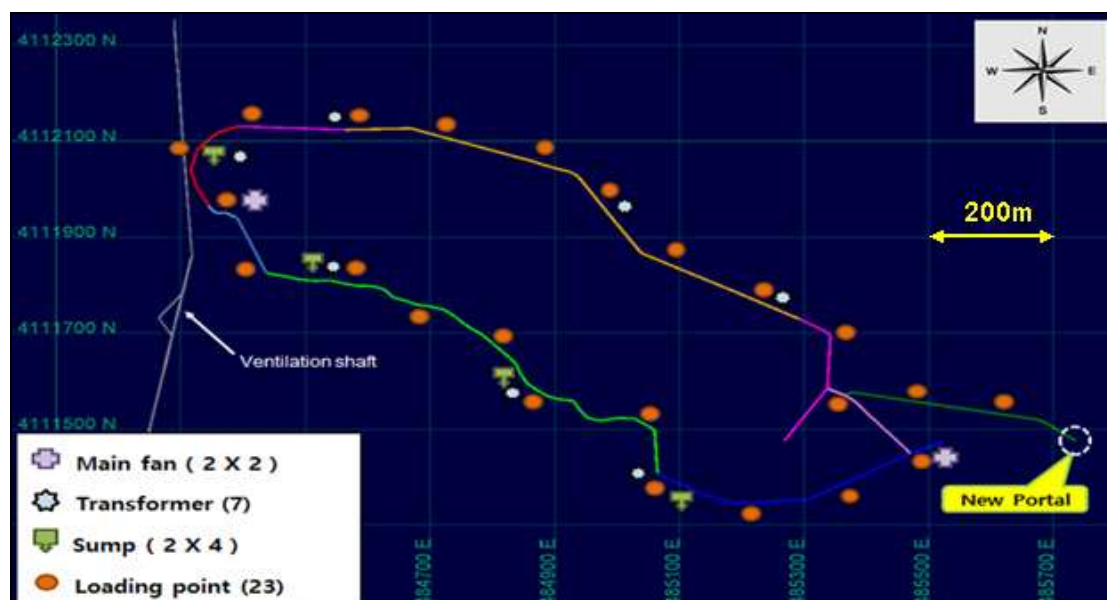 4112300 N
N
W E
S
4112100 N
200m
4111900 N
4111700 N
Ventilation shaft
4111500 N
Main fan ( 2 X 2 )
Transformer (7)
Sump ( 2 X 4 )
Loading point (23)
New Portal
484700 E
484900 E
485100 E
485300 E
485500 E
485700 E